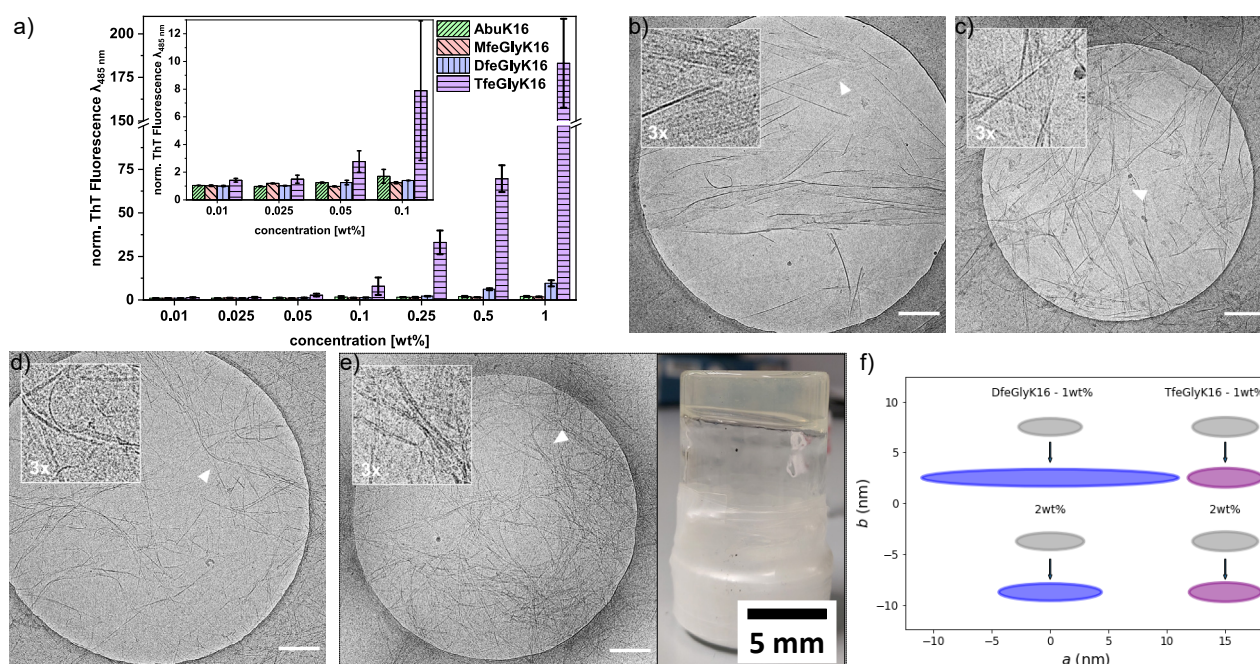 a)
norm. ThT Fluorescence λ485 nm
200
175
150
75
50
25
0
0.01 0.025 0.05 0.1 0.25 0.5 1
concentration [wt%]
norm. ThT Fluorescence λ485 nm
12
10
8
6
4
2
0
0.01 0.025 0.05 0.1
concentration [wt%]
AbuK16
MfeGlyK16
DfeGlyK16
TfeGlyK16
b)
3x
c)
3x
d)
3x
e)
3x
5 mm
f)
DfeGlyK16 - 1wt% TfeGlyK16 - 1wt%
2wt% 2wt%
b (nm)
10
5
0
−5
−10
−10 −5 0 5 10 15
a (nm)